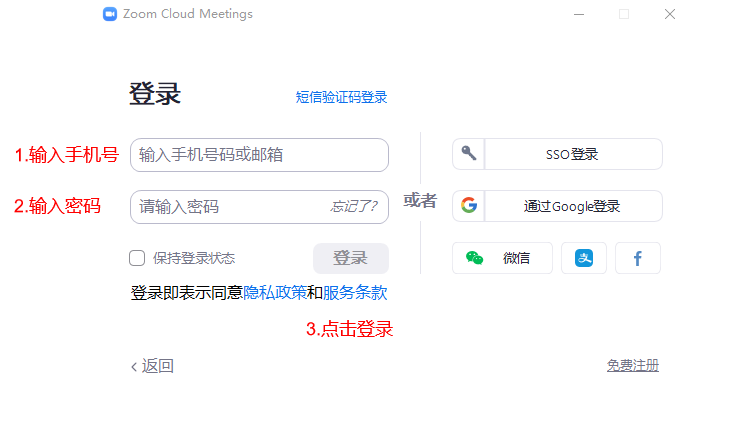 Zoom Cloud Meetings
登录
短信验证码登录
1.输入手机号
输入手机号码或邮箱
SSO登录
2.输入密码
请输入密码
忘记了?
或者
通过Google登录
保持登录状态
登录
微信
支
f
登录即表示同意隐私政策和服务条款
3.点击登录
返回
免费注册